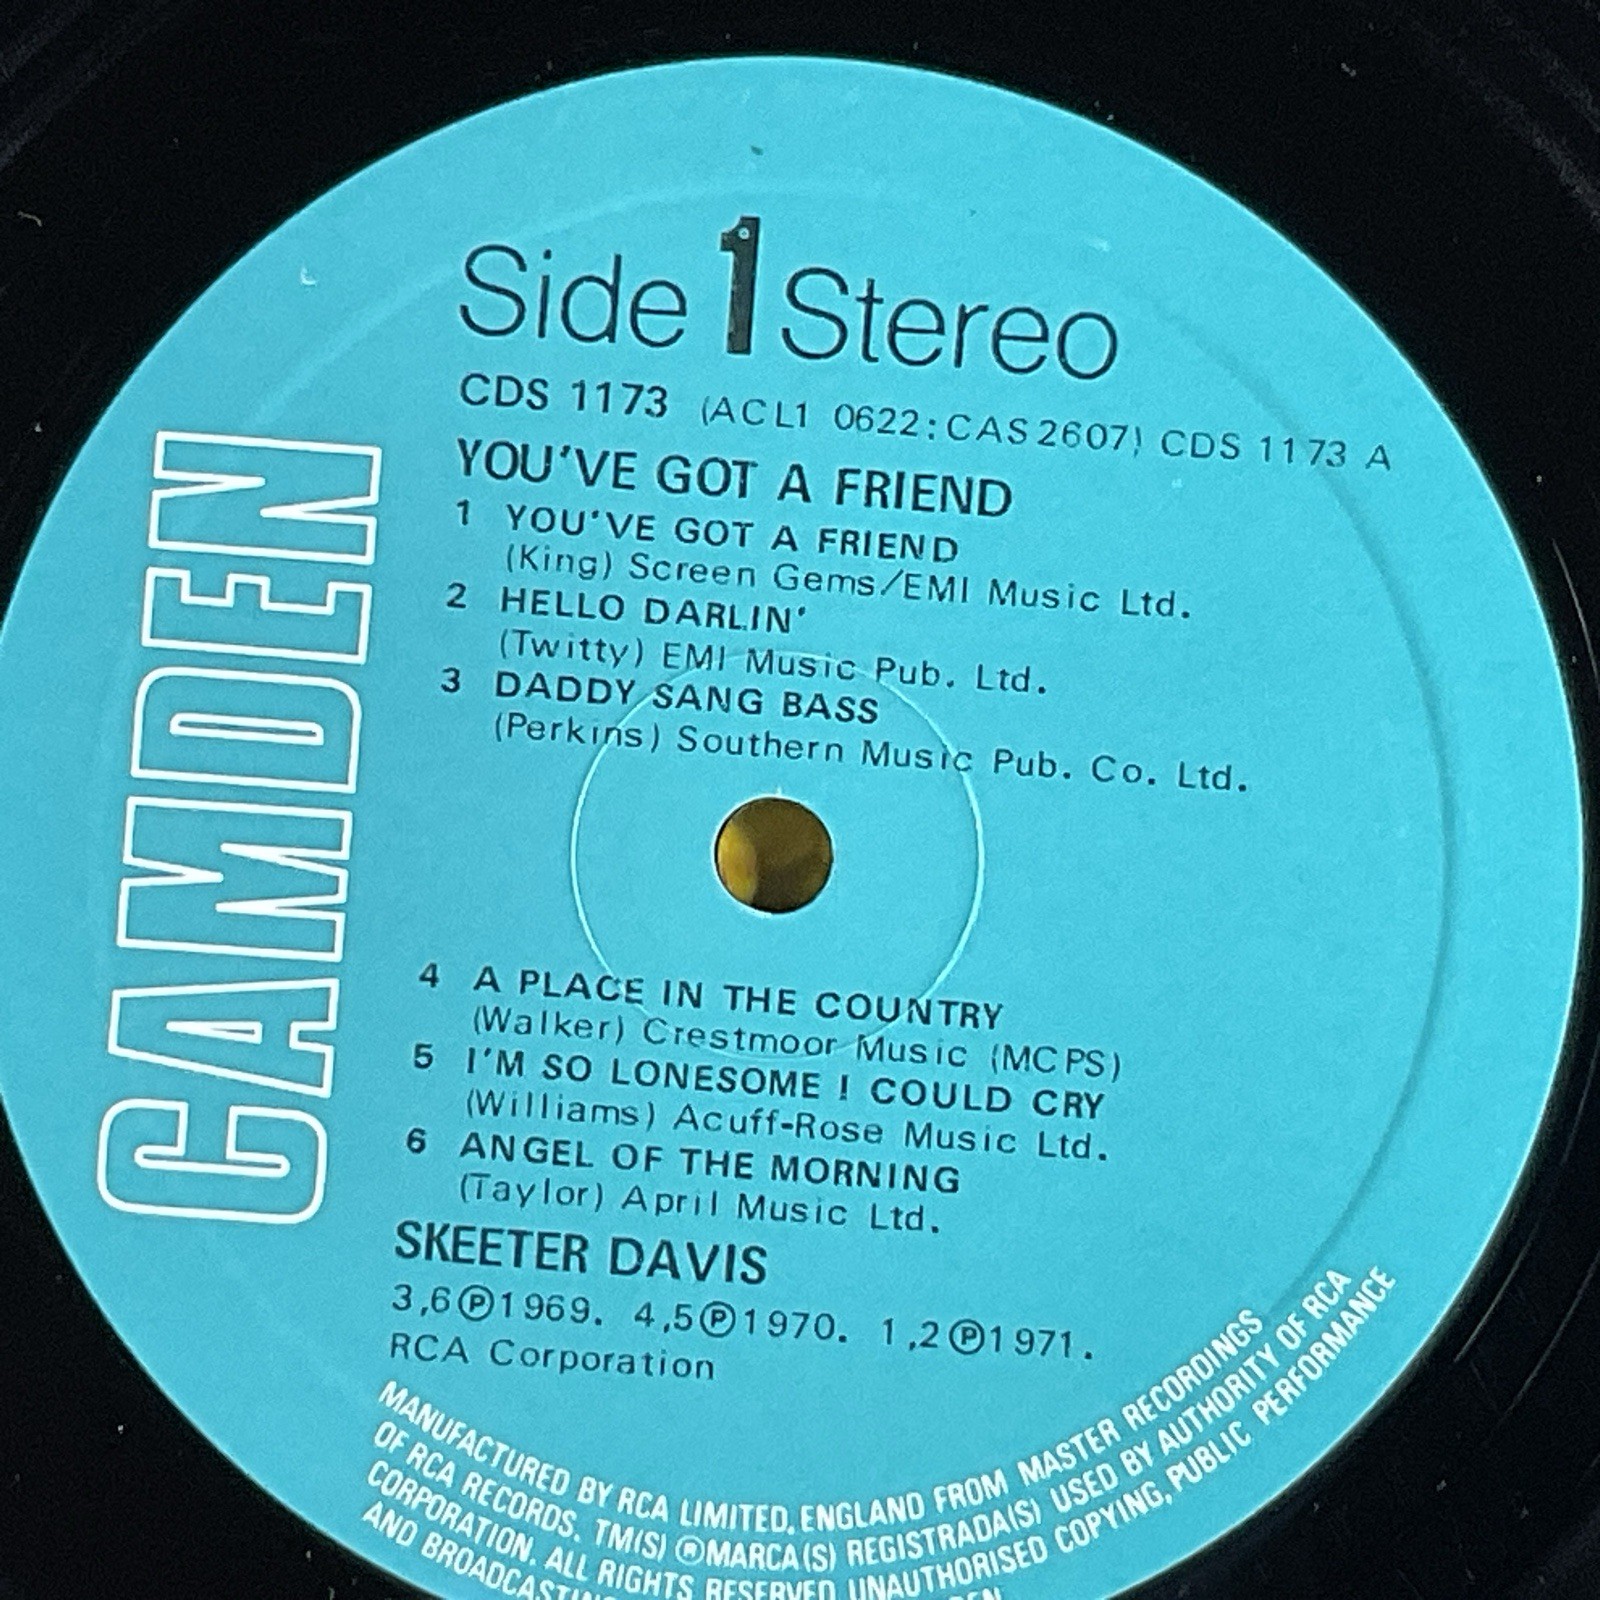 CAMDEN
Side 1 Stereo
CDS 1173 (ACL1 0622:CAS2607) CDS 1173 A
YOU'VE GOT A FRIEND
1 YOU'VE GOT A FRIEND
(King) Screen Gems/EMI Music Ltd.
2 HELLO DARLIN'
(Twitty) EMI Music Pub. Ltd.
3 DADDY SANG BASS
(Perkins) Southern Music Pub. Co. Ltd.
4 A PLACE IN THE COUNTRY
(Walker) Crestmoor Music (MCPS)
5 I'M SO LONESOME I COULD CRY
(Williams) Acuff-Rose Music Ltd.
6 ANGEL OF THE MORNING
(Taylor) April Music Ltd.
SKEETER DAVIS
3,6℗1969. 4,5℗1970. 1,2℗1971.
RCA Corporation
MANUFACTURED BY RCA LIMITED, ENGLAND FROM MASTER RECORDINGS
OF RCA RECORDS. TM(S) ®MARCA(S) REGISTRADA(S) USED BY AUTHORITY OF RCA
CORPORATION. ALL RIGHTS RESERVED UNAUTHORISED COPYING, PUBLIC PERFORMANCE
AND